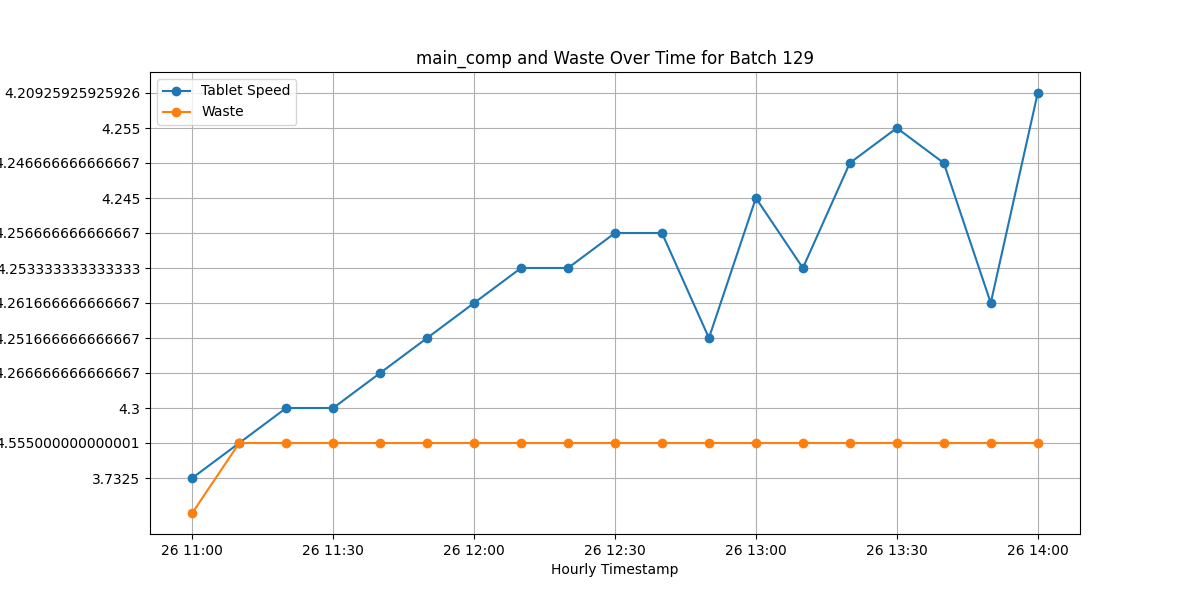 main_comp and Waste Over Time for Batch 129
Tablet Speed
Waste
4.20925925925926
4.255
4.246666666666667
4.245
4.256666666666667
4.253333333333333
4.261666666666667
4.251666666666667
4.266666666666667
4.3
4.555000000000001
3.7325
26 11:00 26 11:30 26 12:00 26 12:30 26 13:00 26 13:30 26 14:00
Hourly Timestamp